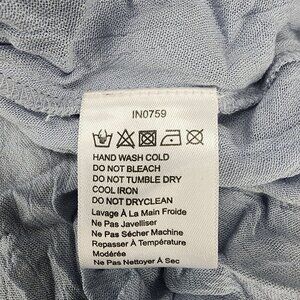 IN0759
HAND WASH COLD
DO NOT BLEACH
DO NOT TUMBLE DRY
COOL IRON
DO NOT DRYCLEAN
Lavage À La Main Froide
Ne Pas Javelliser
Ne Pas Sécher Machine
Repasser À Température
Modérée
Ne Pas Nettoyer À Sec